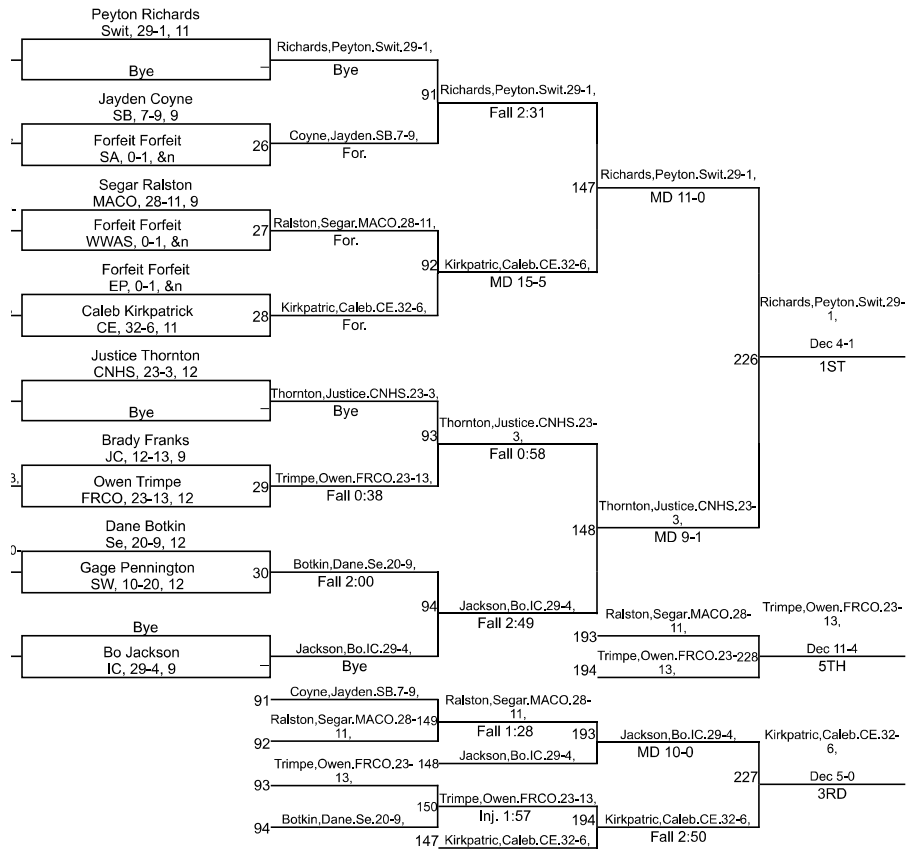 Peyton Richards
Swit, 29-1, 11
Bye
Richards,Peyton.Swit.29-1,
Bye
91
Richards,Peyton.Swit.29-1,
Fall 2:31
Jayden Coyne
SB, 7-9, 9
Forfeit Forfeit
SA, 0-1, &n
26
Coyne,Jayden.SB.7-9,
For.
147
Richards,Peyton.Swit.29-1,
MD 11-0
Segar Ralston
MACO, 28-11, 9
Forfeit Forfeit
WWAS, 0-1, &n
27
Ralston,Segar.MACO.28-11,
For.
92
Kirkpatric,Caleb.CE.32-6,
MD 15-5
Forfeit Forfeit
EP, 0-1, &n
Caleb Kirkpatrick
CE, 32-6, 11
28
Kirkpatric,Caleb.CE.32-6,
For.
Richards,Peyton.Swit.29-
1,
226
Dec 4-1
1ST
Justice Thornton
CNHS, 23-3, 12
Bye
Thornton,Justice.CNHS.23-3,
Bye
93
Thornton,Justice.CNHS.23-
3,
Fall 0:58
Brady Franks
JC, 12-13, 9
Owen Trimpe
FRCO, 23-13, 12
3,
29
Trimpe,Owen.FRCO.23-13,
Fall 0:38
148
Thornton,Justice.CNHS.23-
3,
MD 9-1
Dane Botkin
Se, 20-9, 12
0-
Gage Pennington
SW, 10-20, 12
30
Botkin,Dane.Se.20-9,
Fall 2:00
94
Jackson,Bo.IC.29-4,
Fall 2:49
Bye
Bo Jackson
IC, 29-4, 9
Jackson,Bo.IC.29-4,
Bye
193
Ralston,Segar.MACO.28-
11,
194
Trimpe,Owen.FRCO.23-
13,
228
Trimpe,Owen.FRCO.23-
13,
Dec 11-4
5TH
91
Coyne,Jayden.SB.7-9,
92
Ralston,Segar.MACO.28-
11,
149
Ralston,Segar.MACO.28-
11,
Fall 1:28
148
Jackson,Bo.IC.29-4,
193
Jackson,Bo.IC.29-4,
MD 10-0
93
Trimpe,Owen.FRCO.23-
13,
94
Botkin,Dane.Se.20-9,
150
Trimpe,Owen.FRCO.23-13,
Inj. 1:57
147
Kirkpatric,Caleb.CE.32-6,
194
Kirkpatric,Caleb.CE.32-6,
Fall 2:50
227
Kirkpatric,Caleb.CE.32-
6,
Dec 5-0
3RD